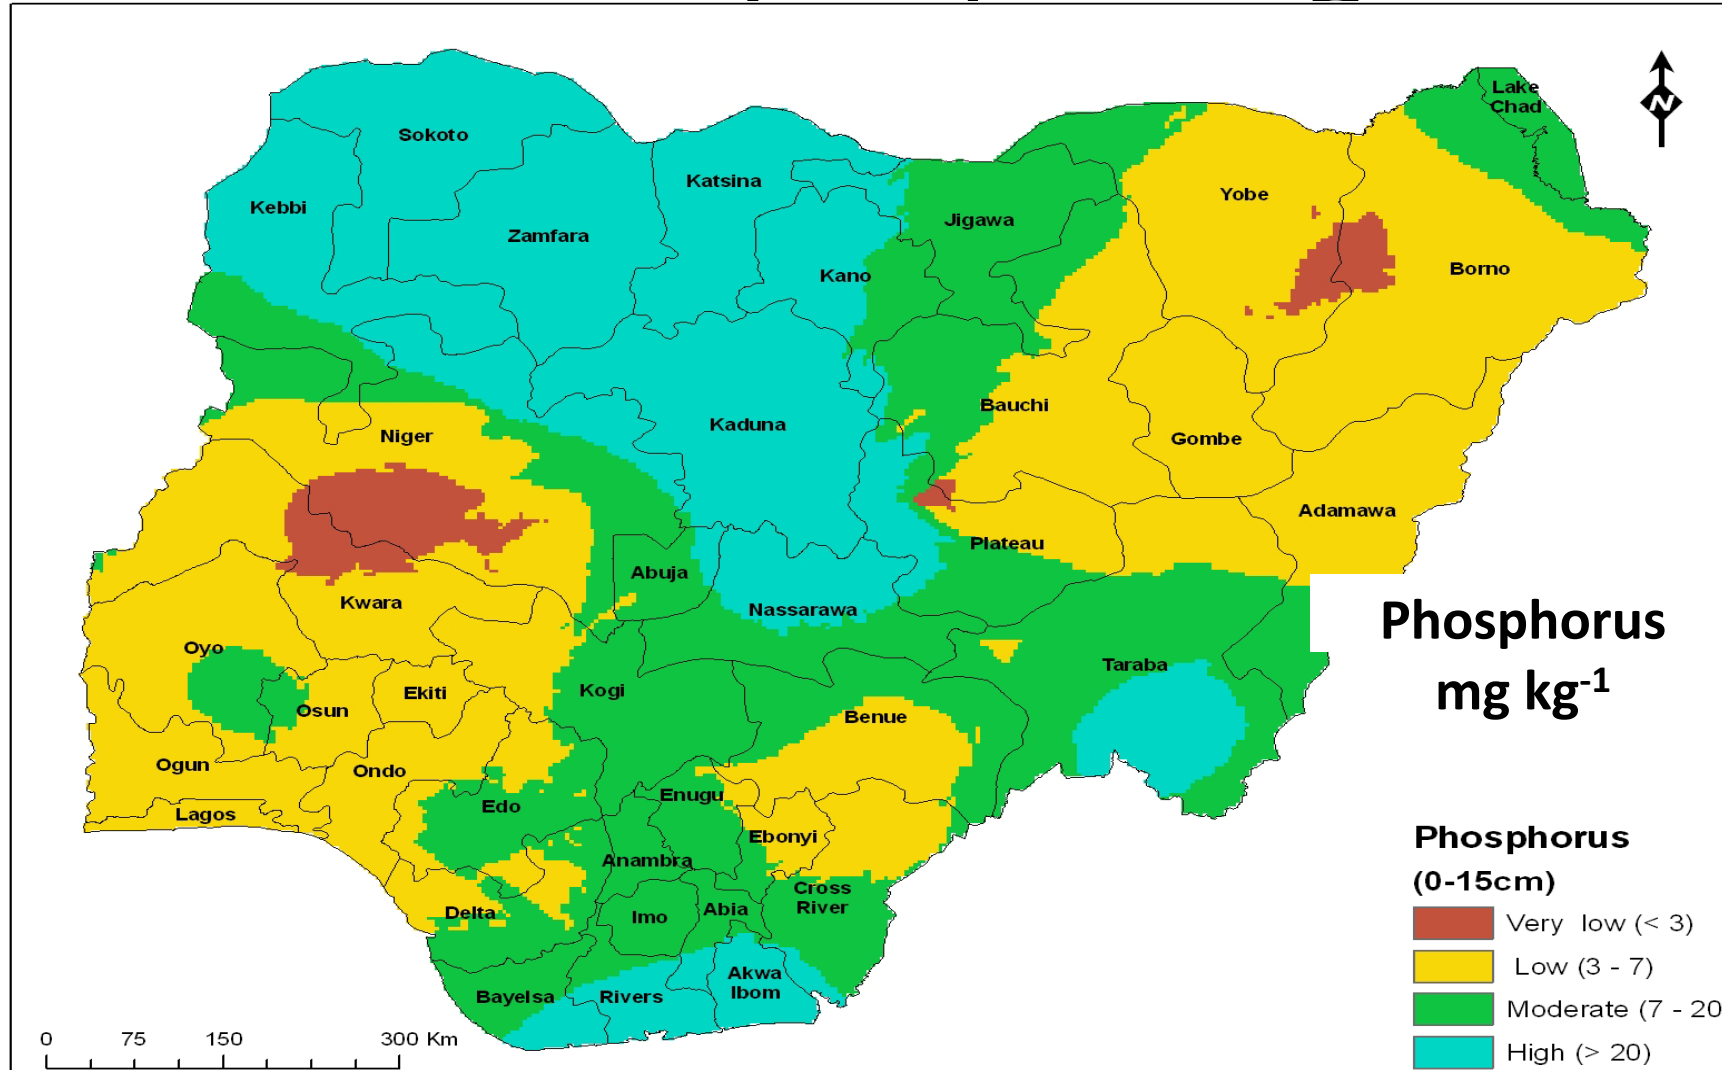 Lake
Chad
N
Sokoto
Katsina
Kebbi
Yobe
Jigawa
Zamfara
Borno
Kano
Bauchi
Kaduna
Niger
Gombe
Adamawa
Plateau
Abuja
Kwara
Nassarawa
Phosphorus
mg kg-1
Oyo
Taraba
Kogi
Ekiti
Osun
Benue
Ogun
Ondo
Enugu
Edo
Lagos
Ebonyi
Anambra
Cross
River
Abia
Delta
Imo
Akwa
Ibom
Bayelsa
Rivers
Phosphorus
(0-15cm)
Very low (< 3)
Low (3 - 7)
Moderate (7 - 20
High (> 20)
0 75 150 300 Km